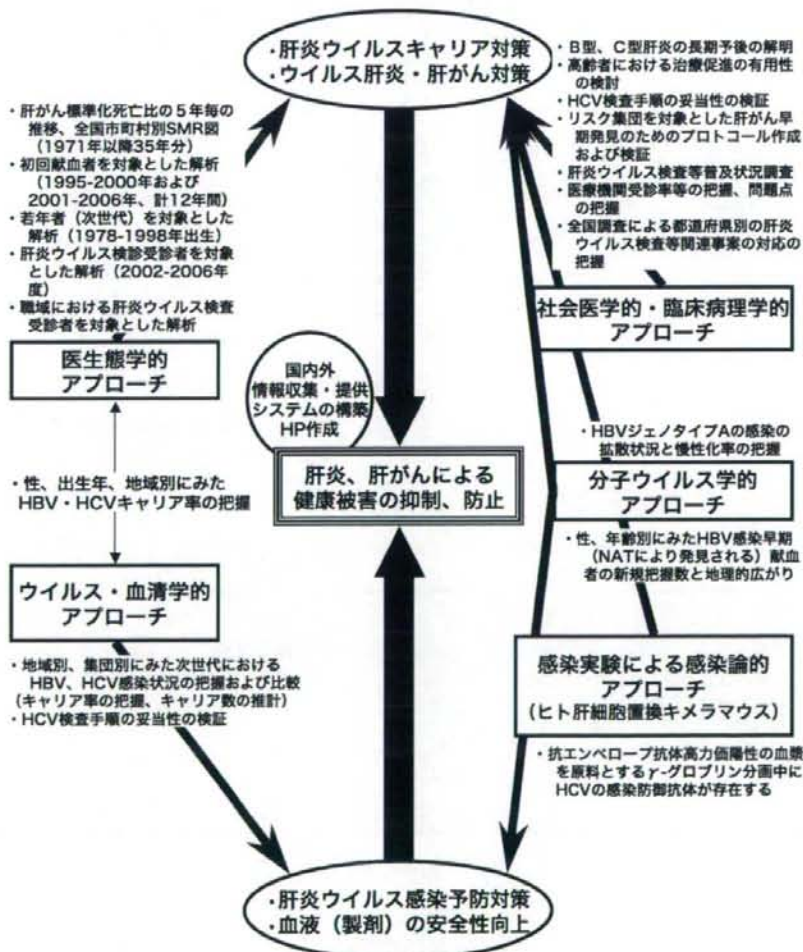 ・肝炎ウイルスキャリア対策
・ウイルス肝炎・肝がん対策
・肝がん標準化死亡比の５年毎の
推移、全国市町村別SMR図
（1971年以降35年分）
・初回献血者を対象とした解析
（1995-2000年および
2001-2006年、計12年間）
・若年者（次世代）を対象とした
解析（1978-1998年出生）
・肝炎ウイルス検診受診者を対象
とした解析（2002-2006年
度）
・職域における肝炎ウイルス検査
受診者を対象とした解析
医生態学的
アプローチ
・性、出生年、地域別にみた
HBV・HCVキャリア率の把握
ウイルス・血清学的
アプローチ
・地域別、集団別にみた次世代における
HBV、HCV感染状況の把握および比較
（キャリア率の把握、キャリア数の推計）
・HCV検査手順の妥当性の検証
国内外
情報収集・提供
システムの構築
HP作成
肝炎、肝がんによる
健康被害の抑制、防止
・Ｂ型、Ｃ型肝炎の長期予後の解明
・高齢者における治療促進の有用性
の検討
・HCV検査手順の妥当性の検証
・リスク集団を対象とした肝がん早
期発見のためのプロトコール作成
および検証
・肝炎ウイルス検査等普及状況調査
・医療機関受診率等の把握、問題点
の把握
・全国調査による都道府県別の肝炎
ウイルス検査等関連事案の対応の
把握
社会医学的・臨床病理学的
アプローチ
・HBVジェノタイプAの感染の
拡散状況と慢性化率の把握
分子ウイルス学的
アプローチ
・性、年齢別にみたHBV感染早期
（NATにより発見される）献血
者の新規把握数と地理的広がり
感染実験による感染論的
アプローチ
（ヒト肝細胞置換キメラマウス）
・抗エンベロープ抗体高力価陽性の血漿
を原料とするγ-グロブリン分画中に
HCVの感染防御抗体が存在する
・肝炎ウイルス感染予防対策
・血液（製剤）の安全性向上